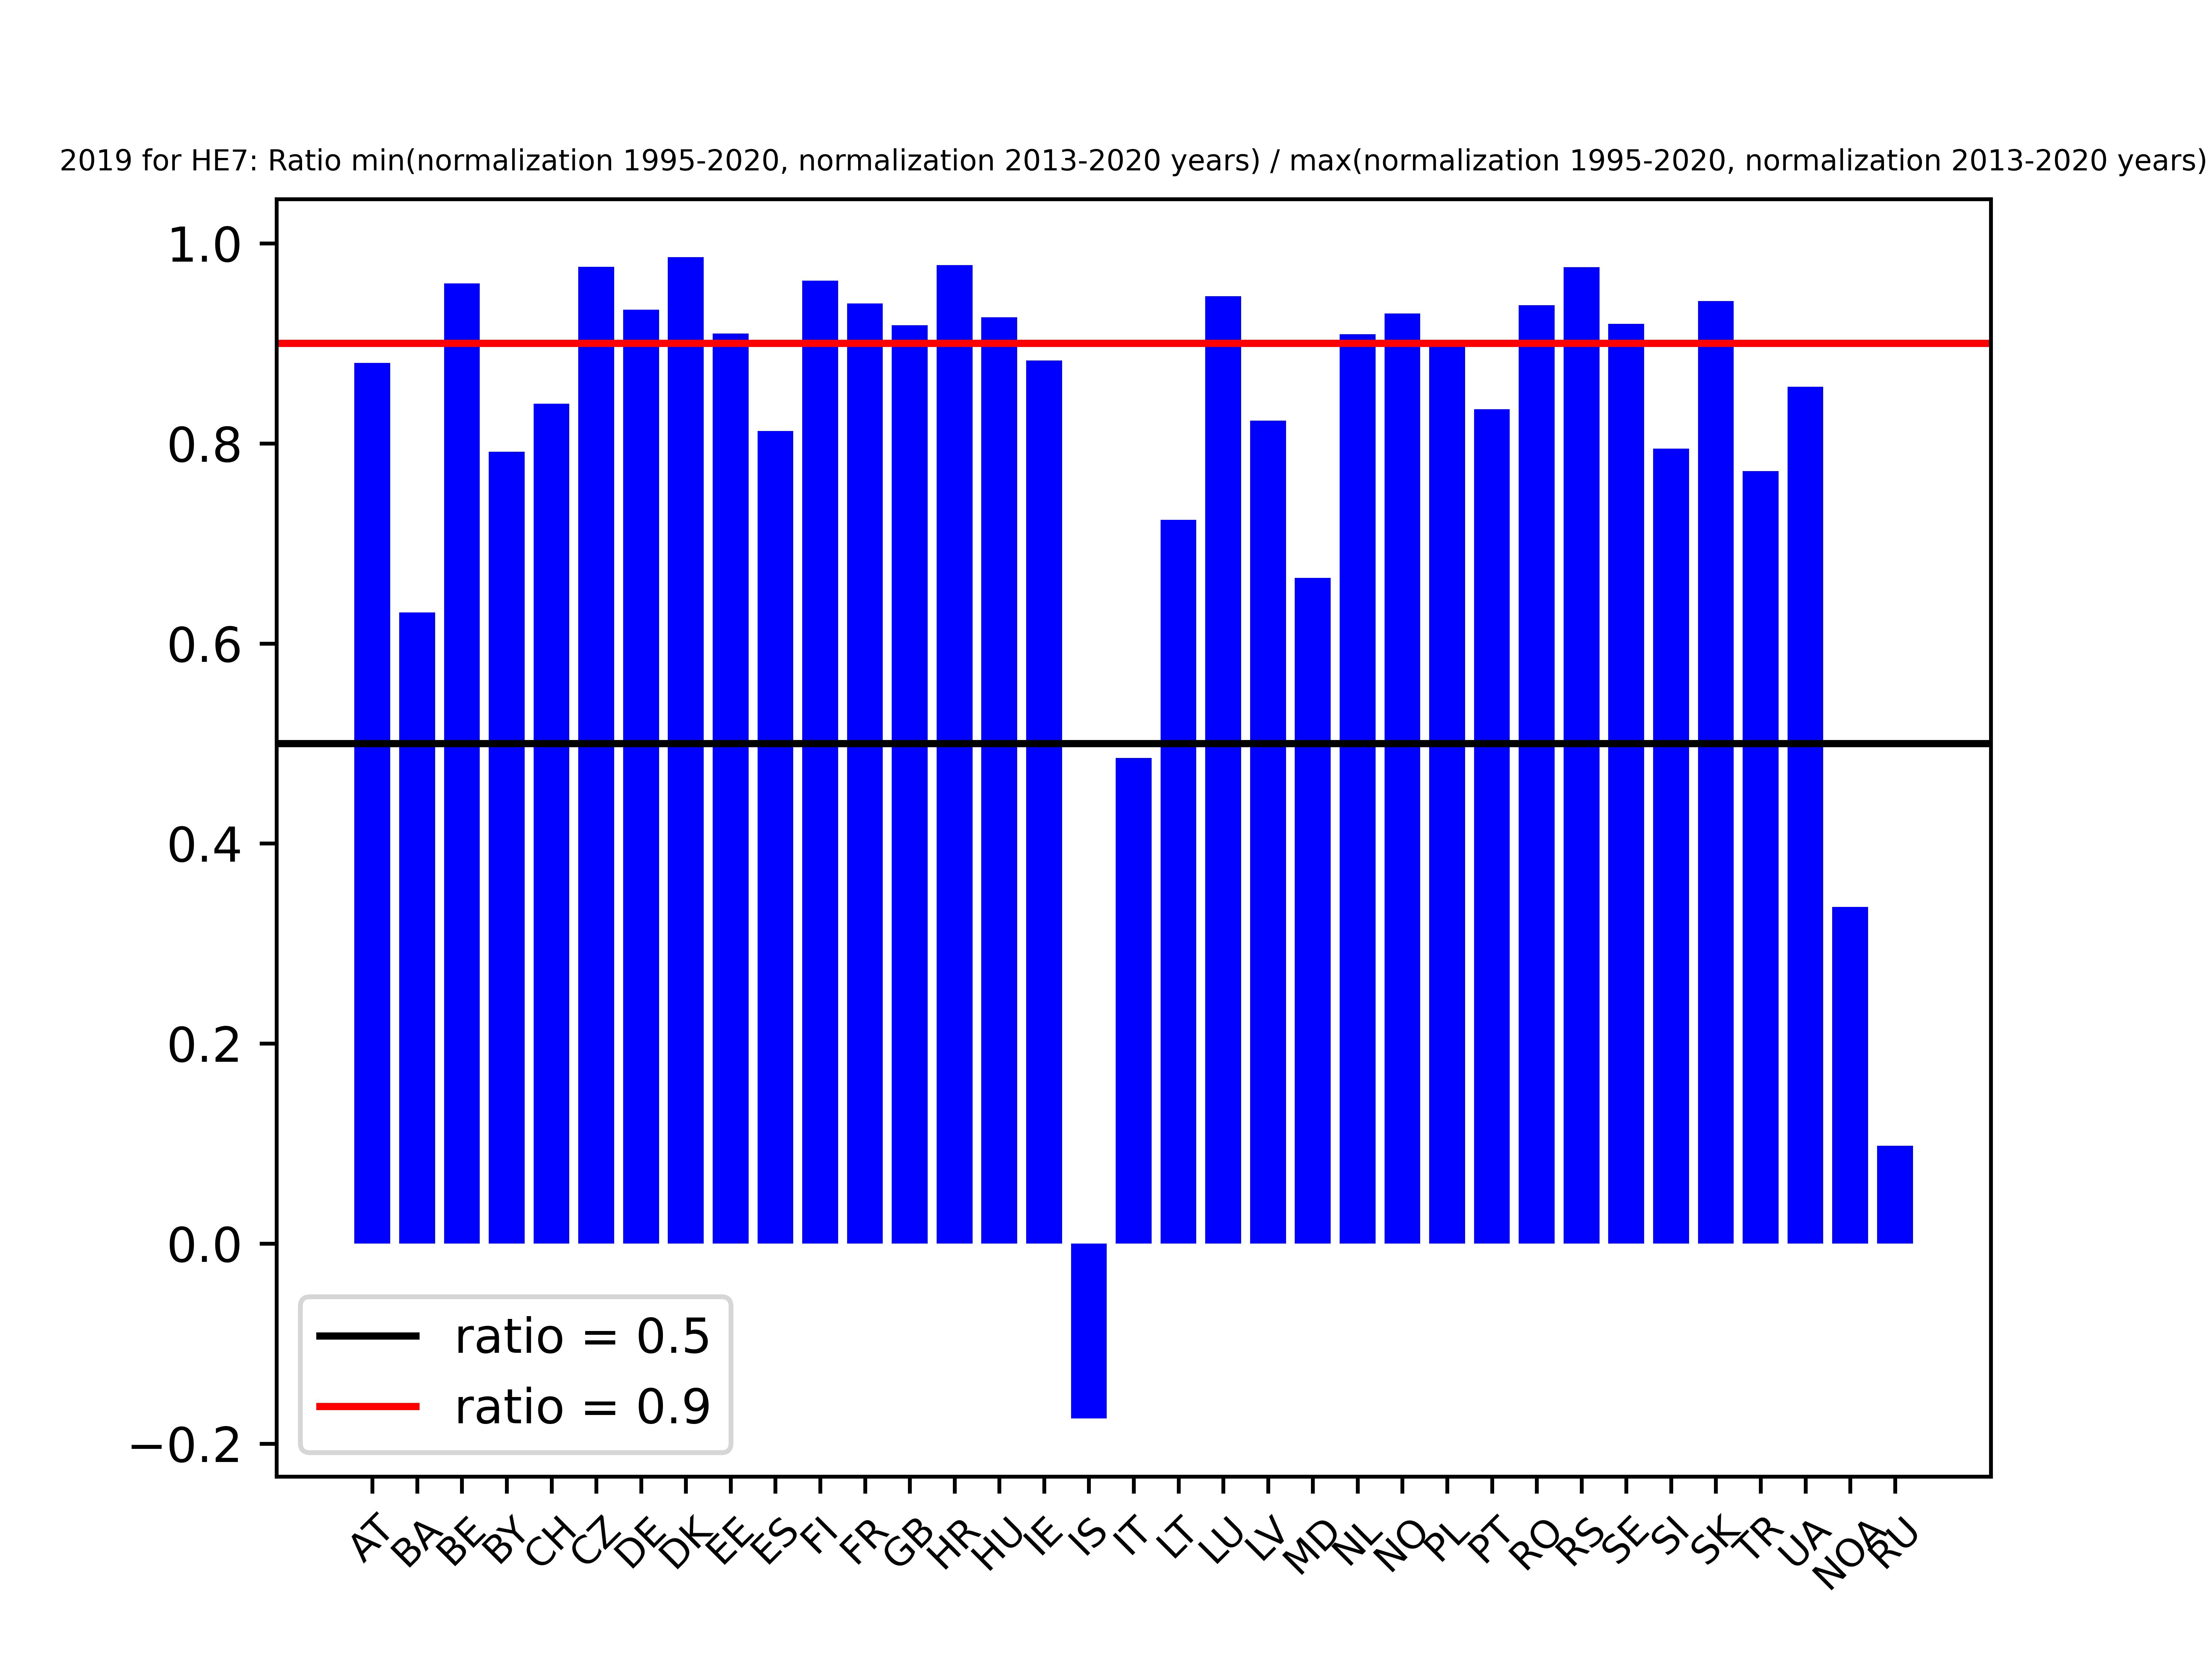 2019 for HE7: Ratio min(normalization 1995-2020, normalization 2013-2020 years) / max(normalization 1995-2020, normalization 2013-2020 years)
1.0
0.8
0.6
0.4
0.2
0.0
−0.2
ratio = 0.5
ratio = 0.9
AT BA BE BY CH CZ DE DK EE ES FI FR GB HR HU IE IS IT LT LU LV MD NL NO PL PT RO RS SE SI SK TR UA NOA RU